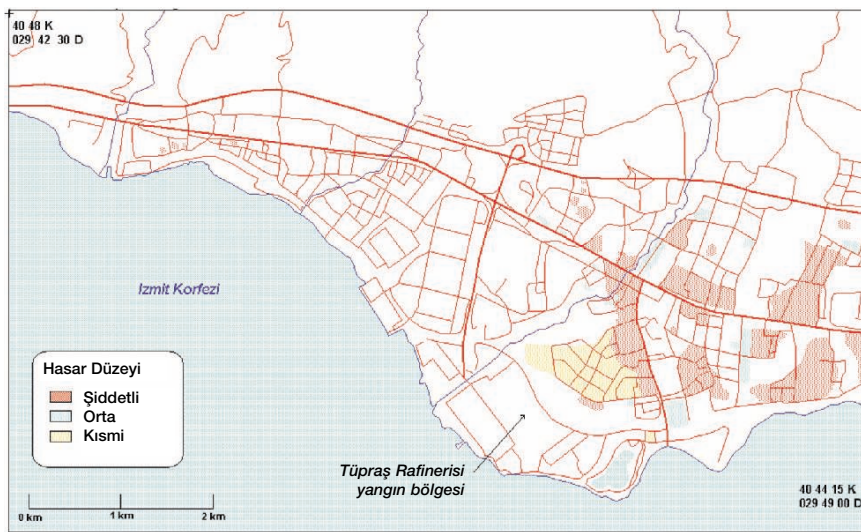 40 48 K
029 42 30 D
Izmit Korfezi
Hasar Düzeyi
Şiddetli
Orta
Kısmi
Tüpraş Rafinerisi
yangın bölgesi
0 km 1 km 2 km
40 44 15 K
029 49 00 D